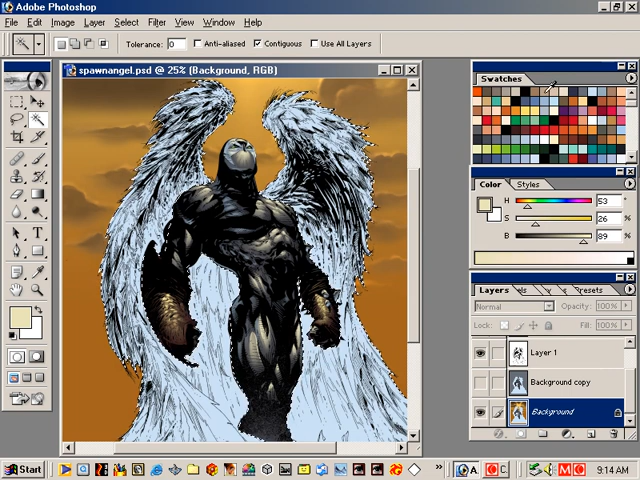 Adobe Photoshop
File Edit Image Layer Select Filter View Window Help
Tolerance: 0 Anti-aliased Contiguous Use All Layers
spawnangel.psd @ 25% (Background, RGB)
Swatches
Color Styles
H 53 °
S 26 %
B 89 %
Layers
Normal Opacity: 100%
Lock: Fill: 100%
Layer 1
Background copy
Background
Start A. C. 9:14 AM